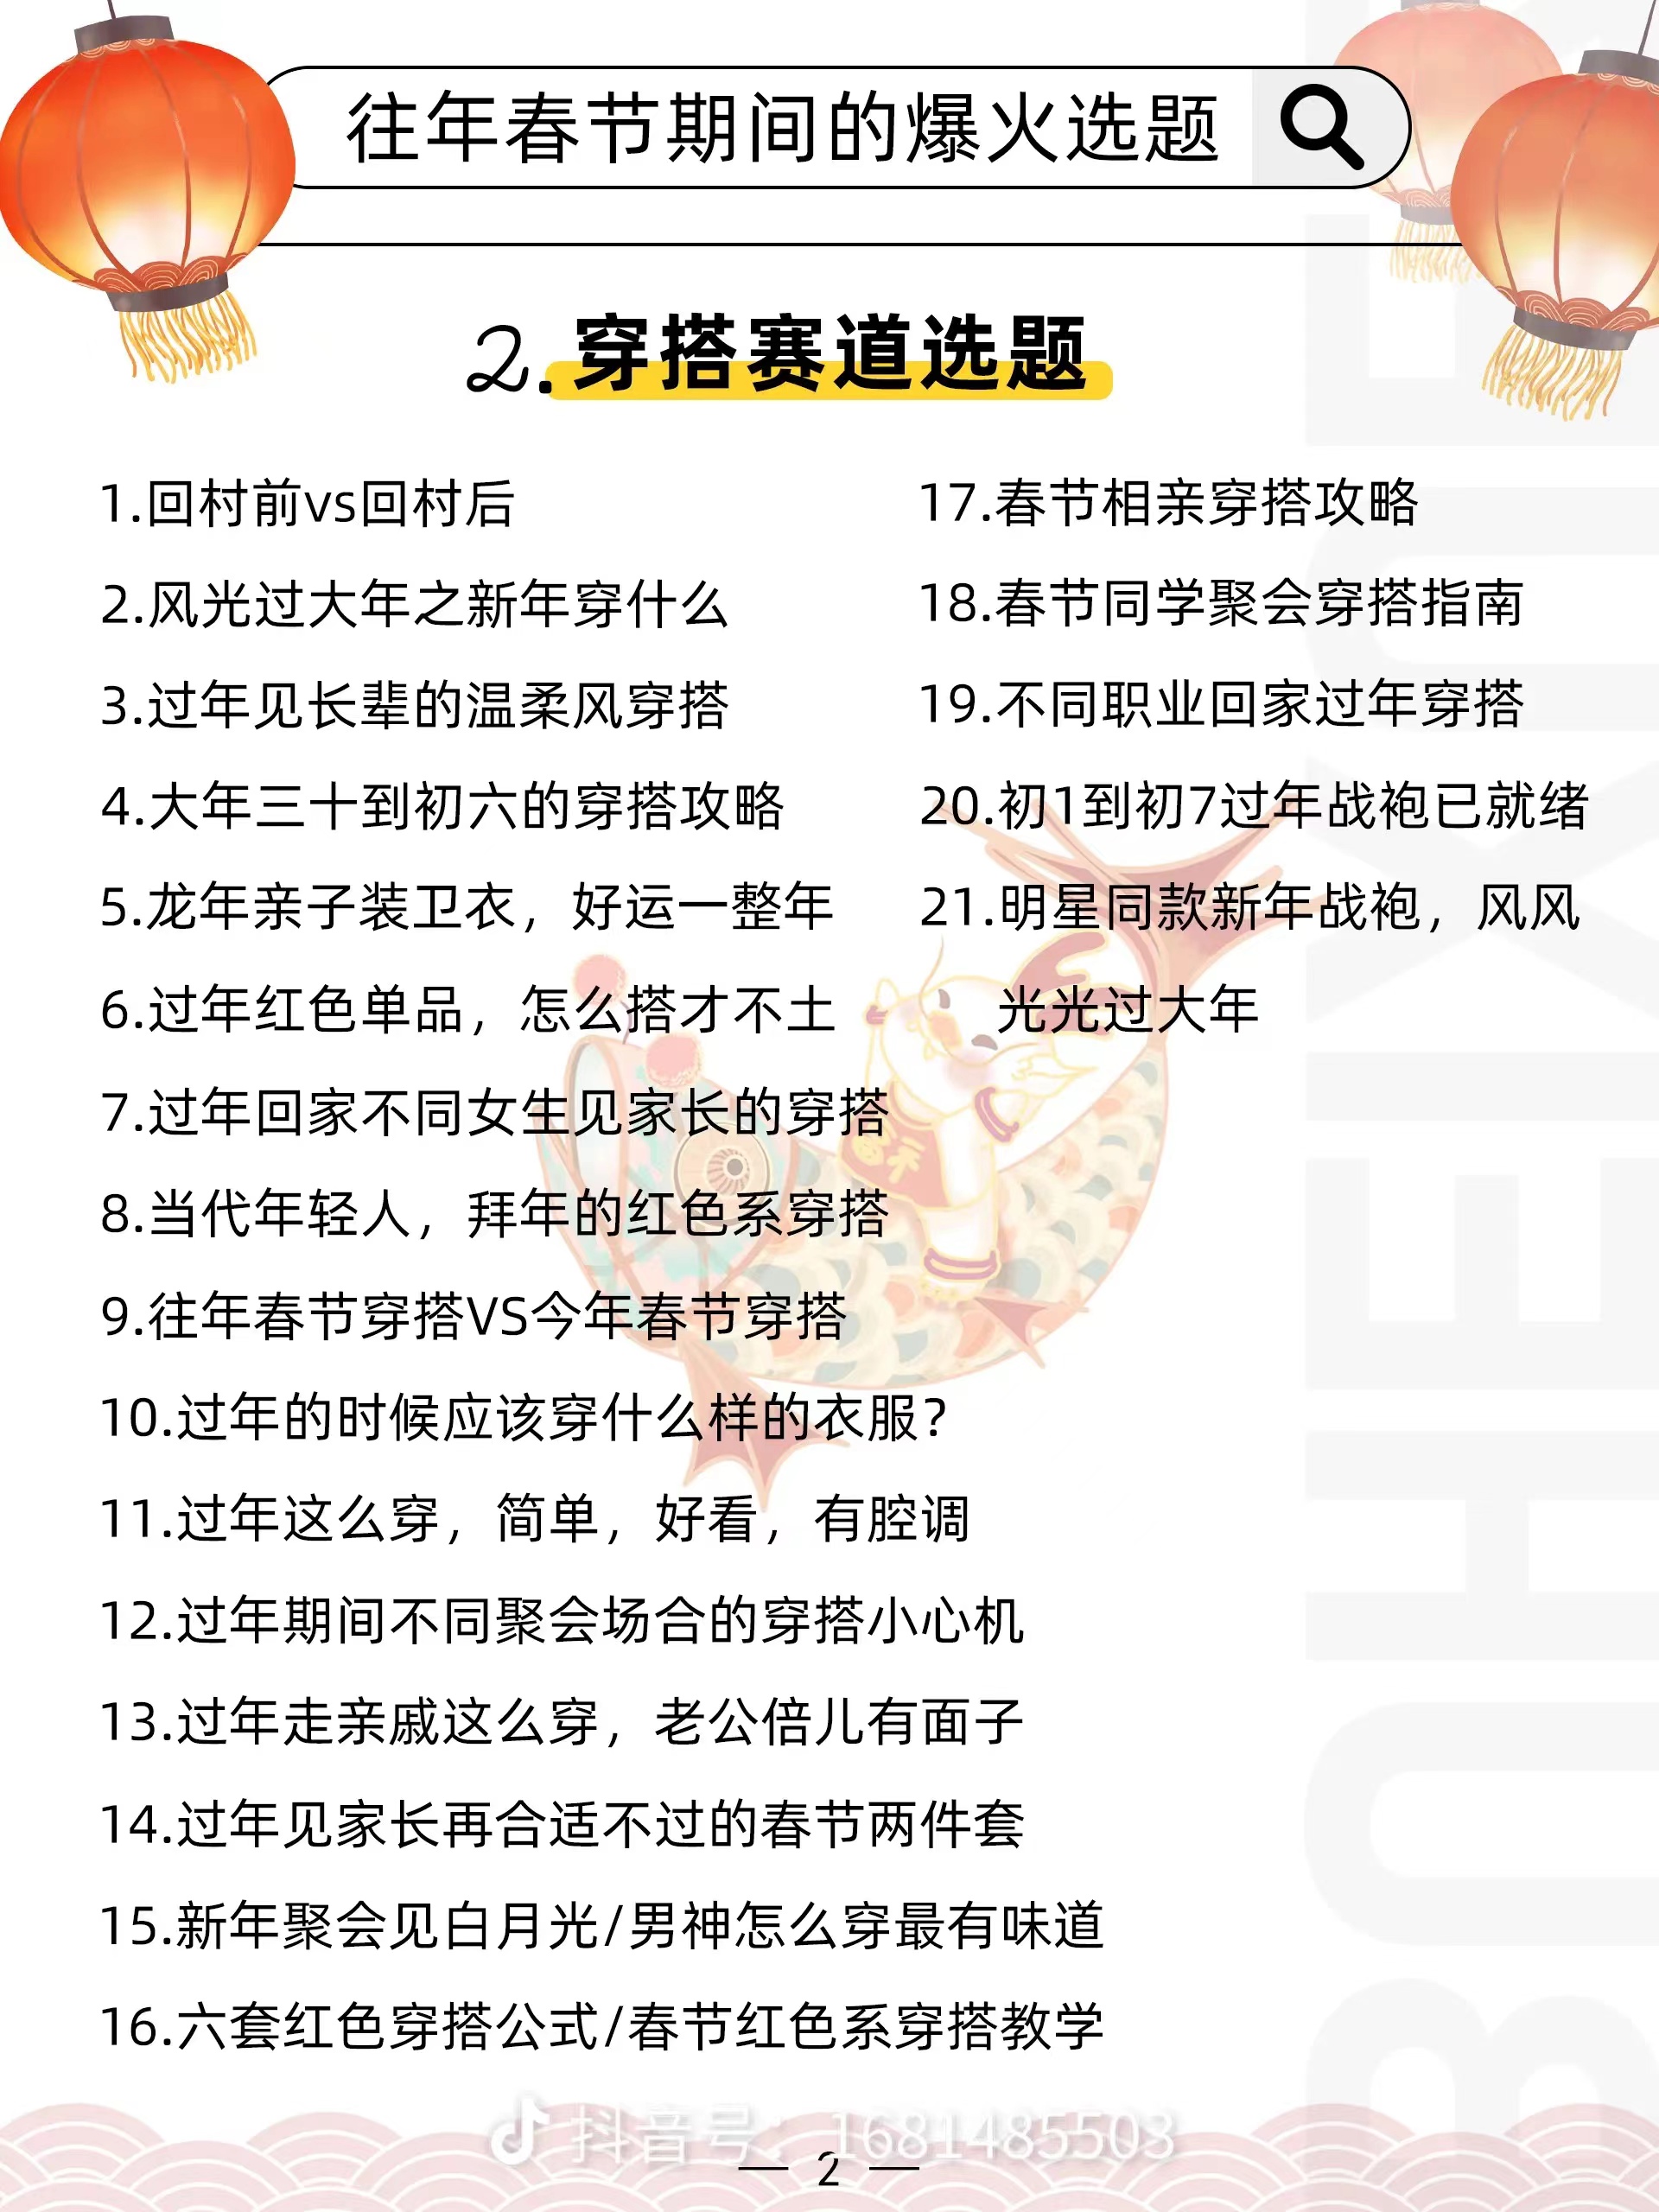 往年春节期间的爆火选题
2.穿搭赛道选题
1.回村前vs回村后
2.风光过大年之新年穿什么
3.过年见长辈的温柔风穿搭
4.大年三十到初六的穿搭攻略
5.龙年亲子装卫衣，好运一整年
6.过年红色单品，怎么搭才不土
7.过年回家不同女生见家长的穿搭
8.当代年轻人，拜年的红色系穿搭
9.往年春节穿搭VS今年春节穿搭
10.过年的时候应该穿什么样的衣服？
11.过年这么穿，简单，好看，有腔调
12.过年期间不同聚会场合的穿搭小心机
13.过年走亲戚这么穿，老公倍儿有面子
14.过年见家长再合适不过的春节两件套
15.新年聚会见白月光/男神怎么穿最有味道
16.六套红色穿搭公式/春节红色系穿搭教学
17.春节相亲穿搭攻略
18.春节同学聚会穿搭指南
19.不同职业回家过年穿搭
20.初1到初7过年战袍已就绪
21.明星同款新年战袍，风风
光光过大年
抖音号：1681485503
— 2 —